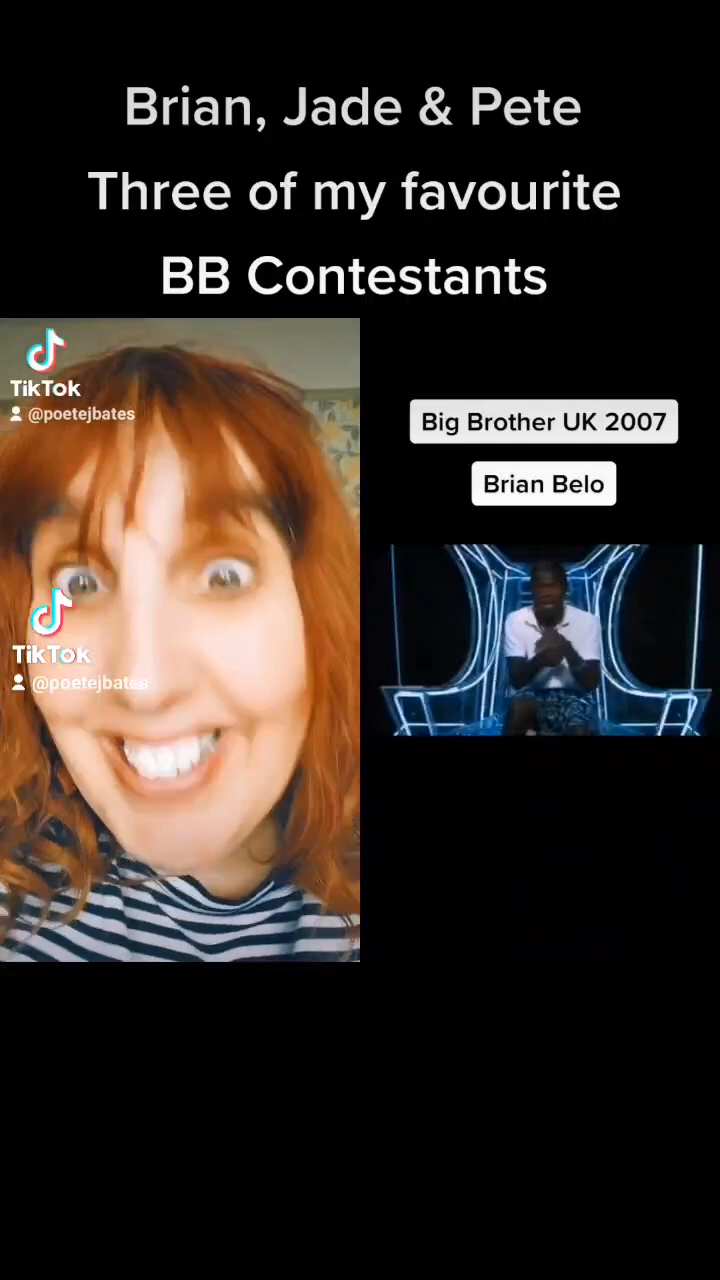 Brian, Jade & Pete
Three of my favourite
BB Contestants
TikTok
@poetejbates
Big Brother UK 2007
Brian Belo
TikTok
@poetejbates